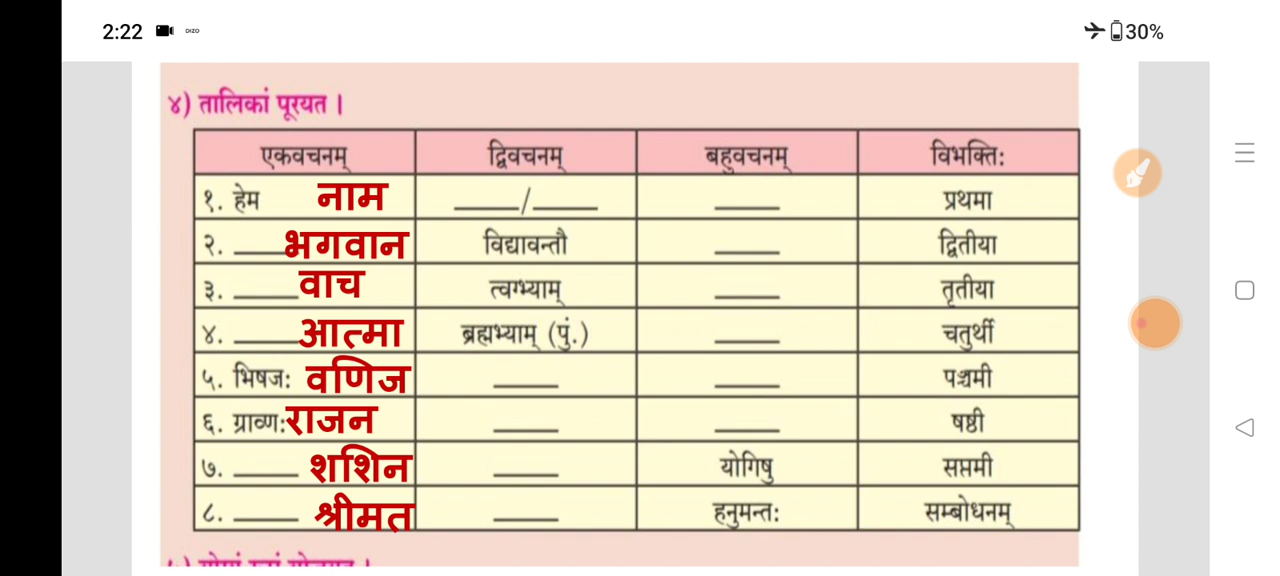 2:22 DIZO 30%
४) तालिकां पूरयत ।
एकवचनम् द्विवचनम् बहुवचनम् विभक्तिः
१. हेम नाम ____/____ ____ प्रथमा
२. ____भगवान विद्यावन्तौ ____ द्वितीया
३. ____वाच त्वग्भ्याम् ____ तृतीया
४. ____आत्मा ब्रह्मभ्याम् (पुं.) ____ चतुर्थी
५. भिषजः वणिज ____ ____ पञ्चमी
६. ग्राव्णः राजन ____ ____ षष्ठी
७. ____ शशिन ____ योगिषु सप्तमी
८. ____ श्रीमत ____ हनुमन्तः सम्बोधनम्